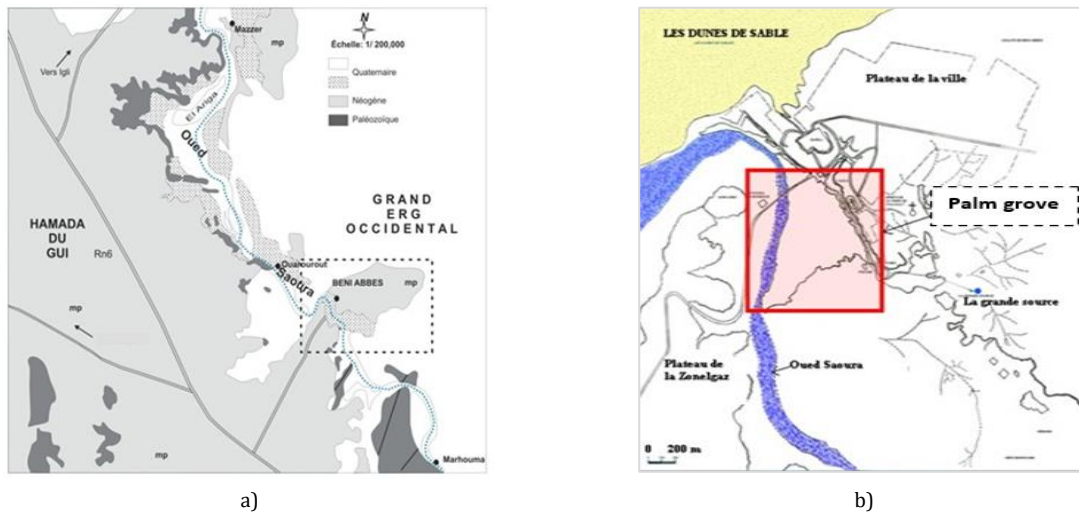 N
Mazzer
mp
Échelle: 1/ 200,000
Quaternaire
Néogène
Paléozoïque
Vers Igli
El Ariga
Oued
HAMADA
DU
GUI
Rn6
mp
GRAND
ERG
OCCIDENTAL
Ouarourout
Saoura
BENI ABBES
mp
mp
Marhouma
a)
LES DUNES DE SABLE
Plateau de la ville
Palm grove
La grande source
Plateau de
la Zonelgaz
Oued Saoura
0 200 m
b)